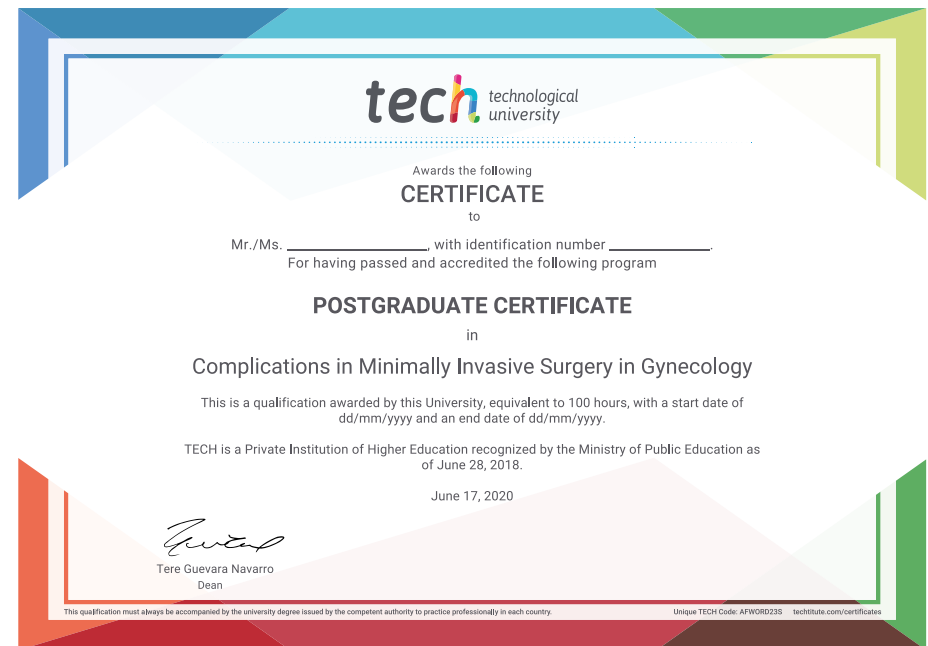 tech technological
university
Awards the following
CERTIFICATE
to
Mr./Ms. ____________________, with identification number ______________.
For having passed and accredited the following program
POSTGRADUATE CERTIFICATE
in
Complications in Minimally Invasive Surgery in Gynecology
This is a qualification awarded by this University, equivalent to 100 hours, with a start date of
dd/mm/yyyy and an end date of dd/mm/yyyy.
TECH is a Private Institution of Higher Education recognized by the Ministry of Public Education as
of June 28, 2018.
June 17, 2020
Tere Guevara Navarro
Dean
This qualification must always be accompanied by the university degree issued by the competent authority to practice professionally in each country.
Unique TECH Code: AFWORD23S techtitute.com/certificates